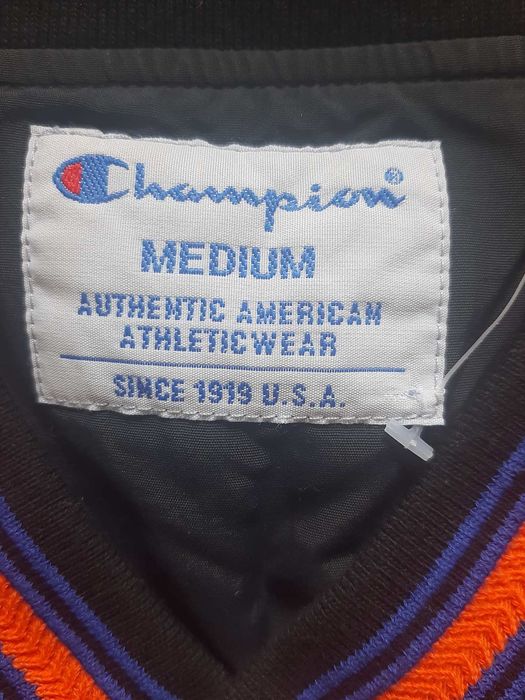 Champion®
MEDIUM
AUTHENTIC AMERICAN
ATHLETICWEAR
SINCE 1919 U.S.A.